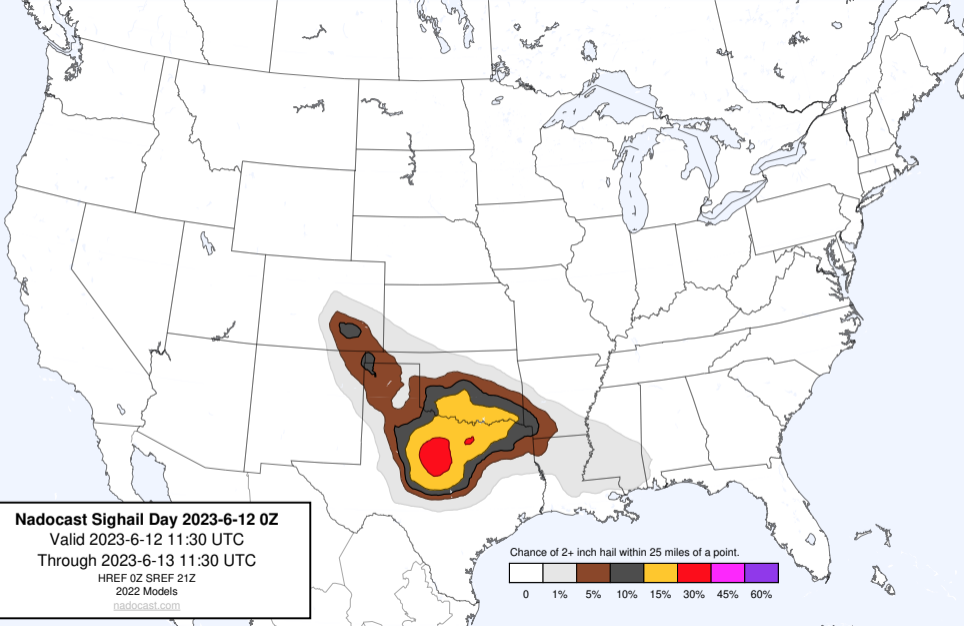 Nadocast Sighail Day 2023-6-12 0Z
Valid 2023-6-12 11:30 UTC
Through 2023-6-13 11:30 UTC
HREF 0Z SREF 21Z
2022 Models
nadocast.com
Chance of 2+ inch hail within 25 miles of a point.
0 1% 5% 10% 15% 30% 45% 60%